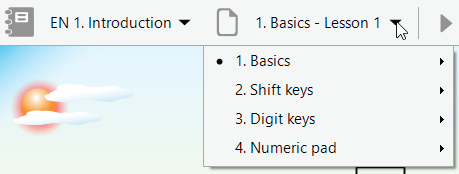 EN 1. Introduction
1. Basics - Lesson 1
1. Basics
2. Shift keys
3. Digit keys
4. Numeric pad